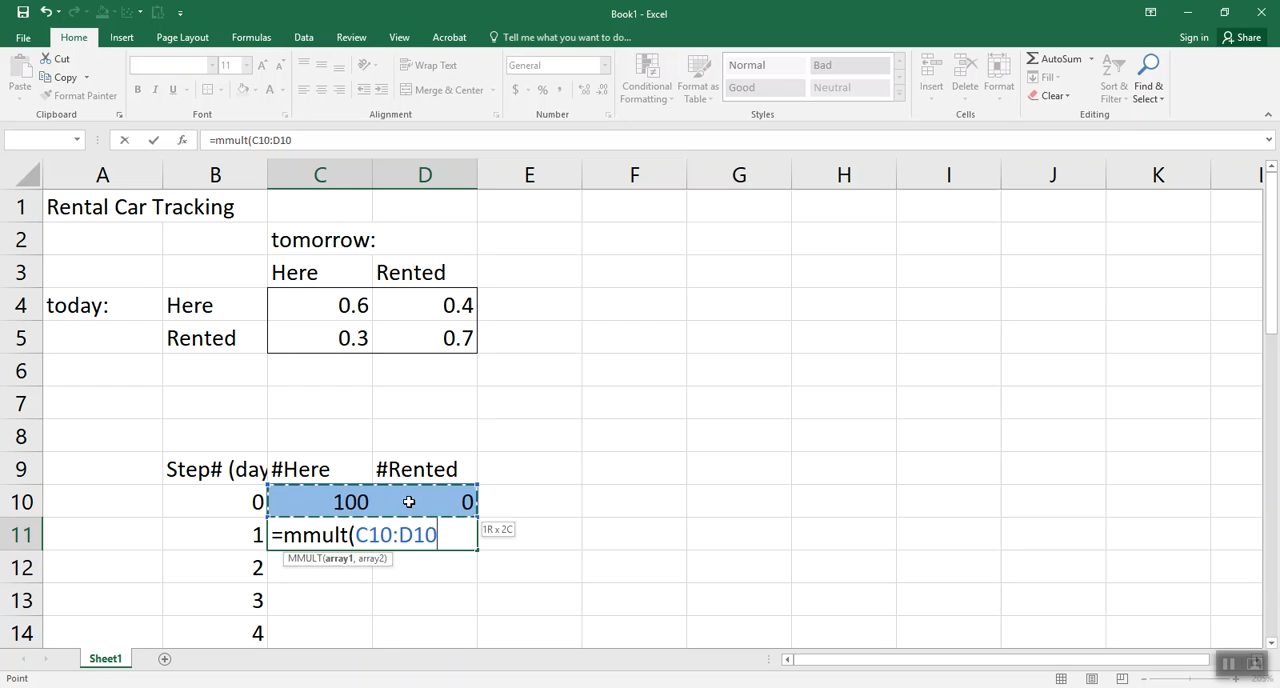 Book1 - Excel
File Home Insert Page Layout Formulas Data Review View Acrobat Tell me what you want to do... Sign in Share
Paste
Cut
Copy
Format Painter
Clipboard
11
A A
B I U A
Font
Wrap Text
Merge & Center
Alignment
General
$ % ,
Number
Conditional Formatting
Format as Table
Normal Bad
Good Neutral
Styles
Insert Delete Format
Cells
AutoSum
Fill
Clear
Sort & Filter
Find & Select
Editing
fx =mmult(C10:D10
A B C D E F G H I J K
1 Rental Car Tracking
2 tomorrow:
3 Here Rented
4 today: Here 0.6 0.4
5 Rented 0.3 0.7
6
7
8
9 Step# (day #Here #Rented
10 0 100 0
11 1 =mmult(C10:D10 1R x 2C
MMULT(array1, array2)
12 2
13 3
14 4
Sheet1
Point
205%